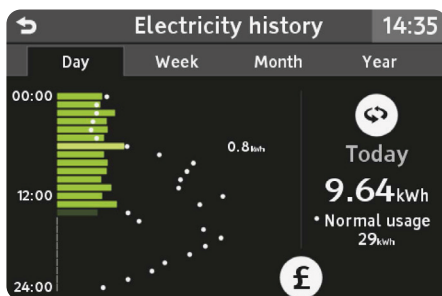 Electricity history 14:35
Day Week Month Year
00:00
0.8kwh
12:00
24:00
Today
9.64kWh
• Normal usage
29kWh
£